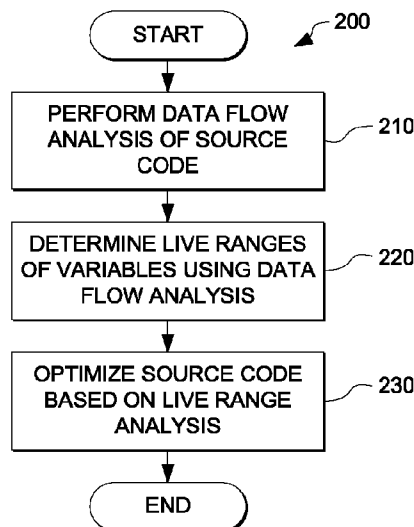 START
200
PERFORM DATA FLOW
ANALYSIS OF SOURCE
CODE
210
DETERMINE LIVE RANGES
OF VARIABLES USING DATA
FLOW ANALYSIS
220
OPTIMIZE SOURCE CODE
BASED ON LIVE RANGE
ANALYSIS
230
END